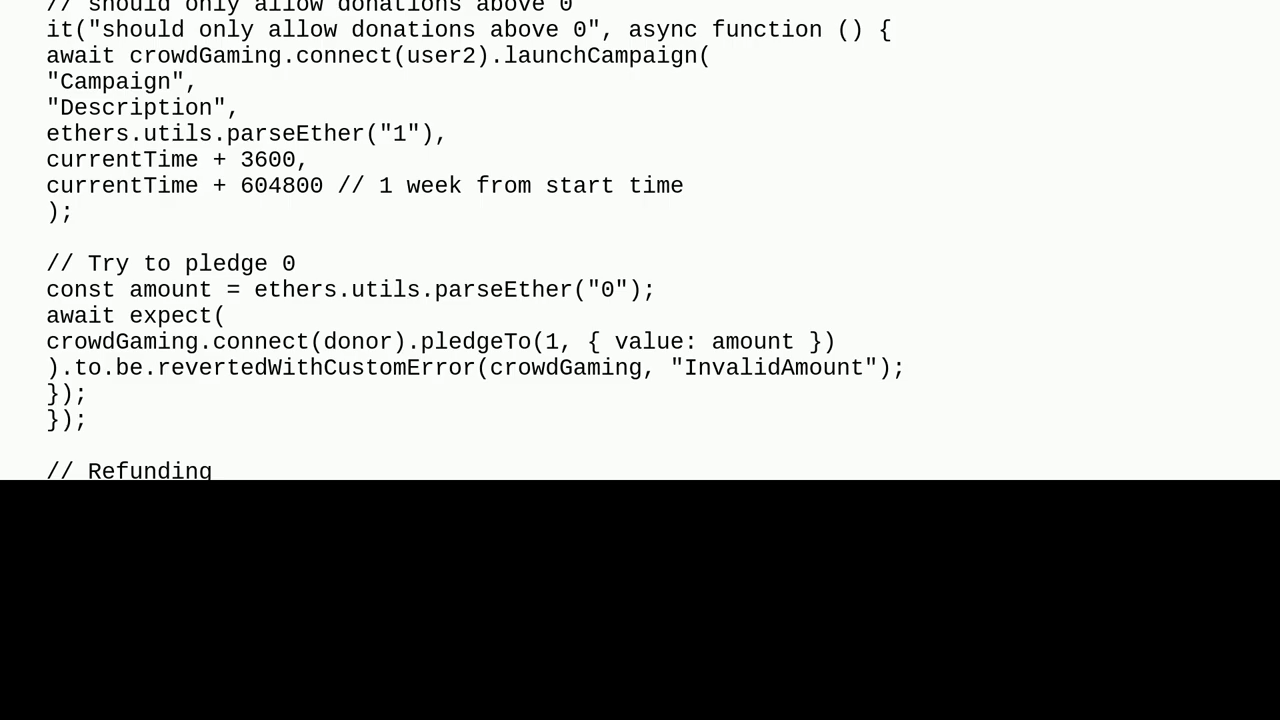 // should only allow donations above 0
it("should only allow donations above 0", async function () {
await crowdGaming.connect(user2).launchCampaign(
"Campaign",
"Description",
ethers.utils.parseEther("1"),
currentTime + 3600,
currentTime + 604800 // 1 week from start time
);
// Try to pledge 0
const amount = ethers.utils.parseEther("0");
await expect(
crowdGaming.connect(donor).pledgeTo(1, { value: amount })
).to.be.revertedWithCustomError(crowdGaming, "InvalidAmount");
});
});
// Refunding